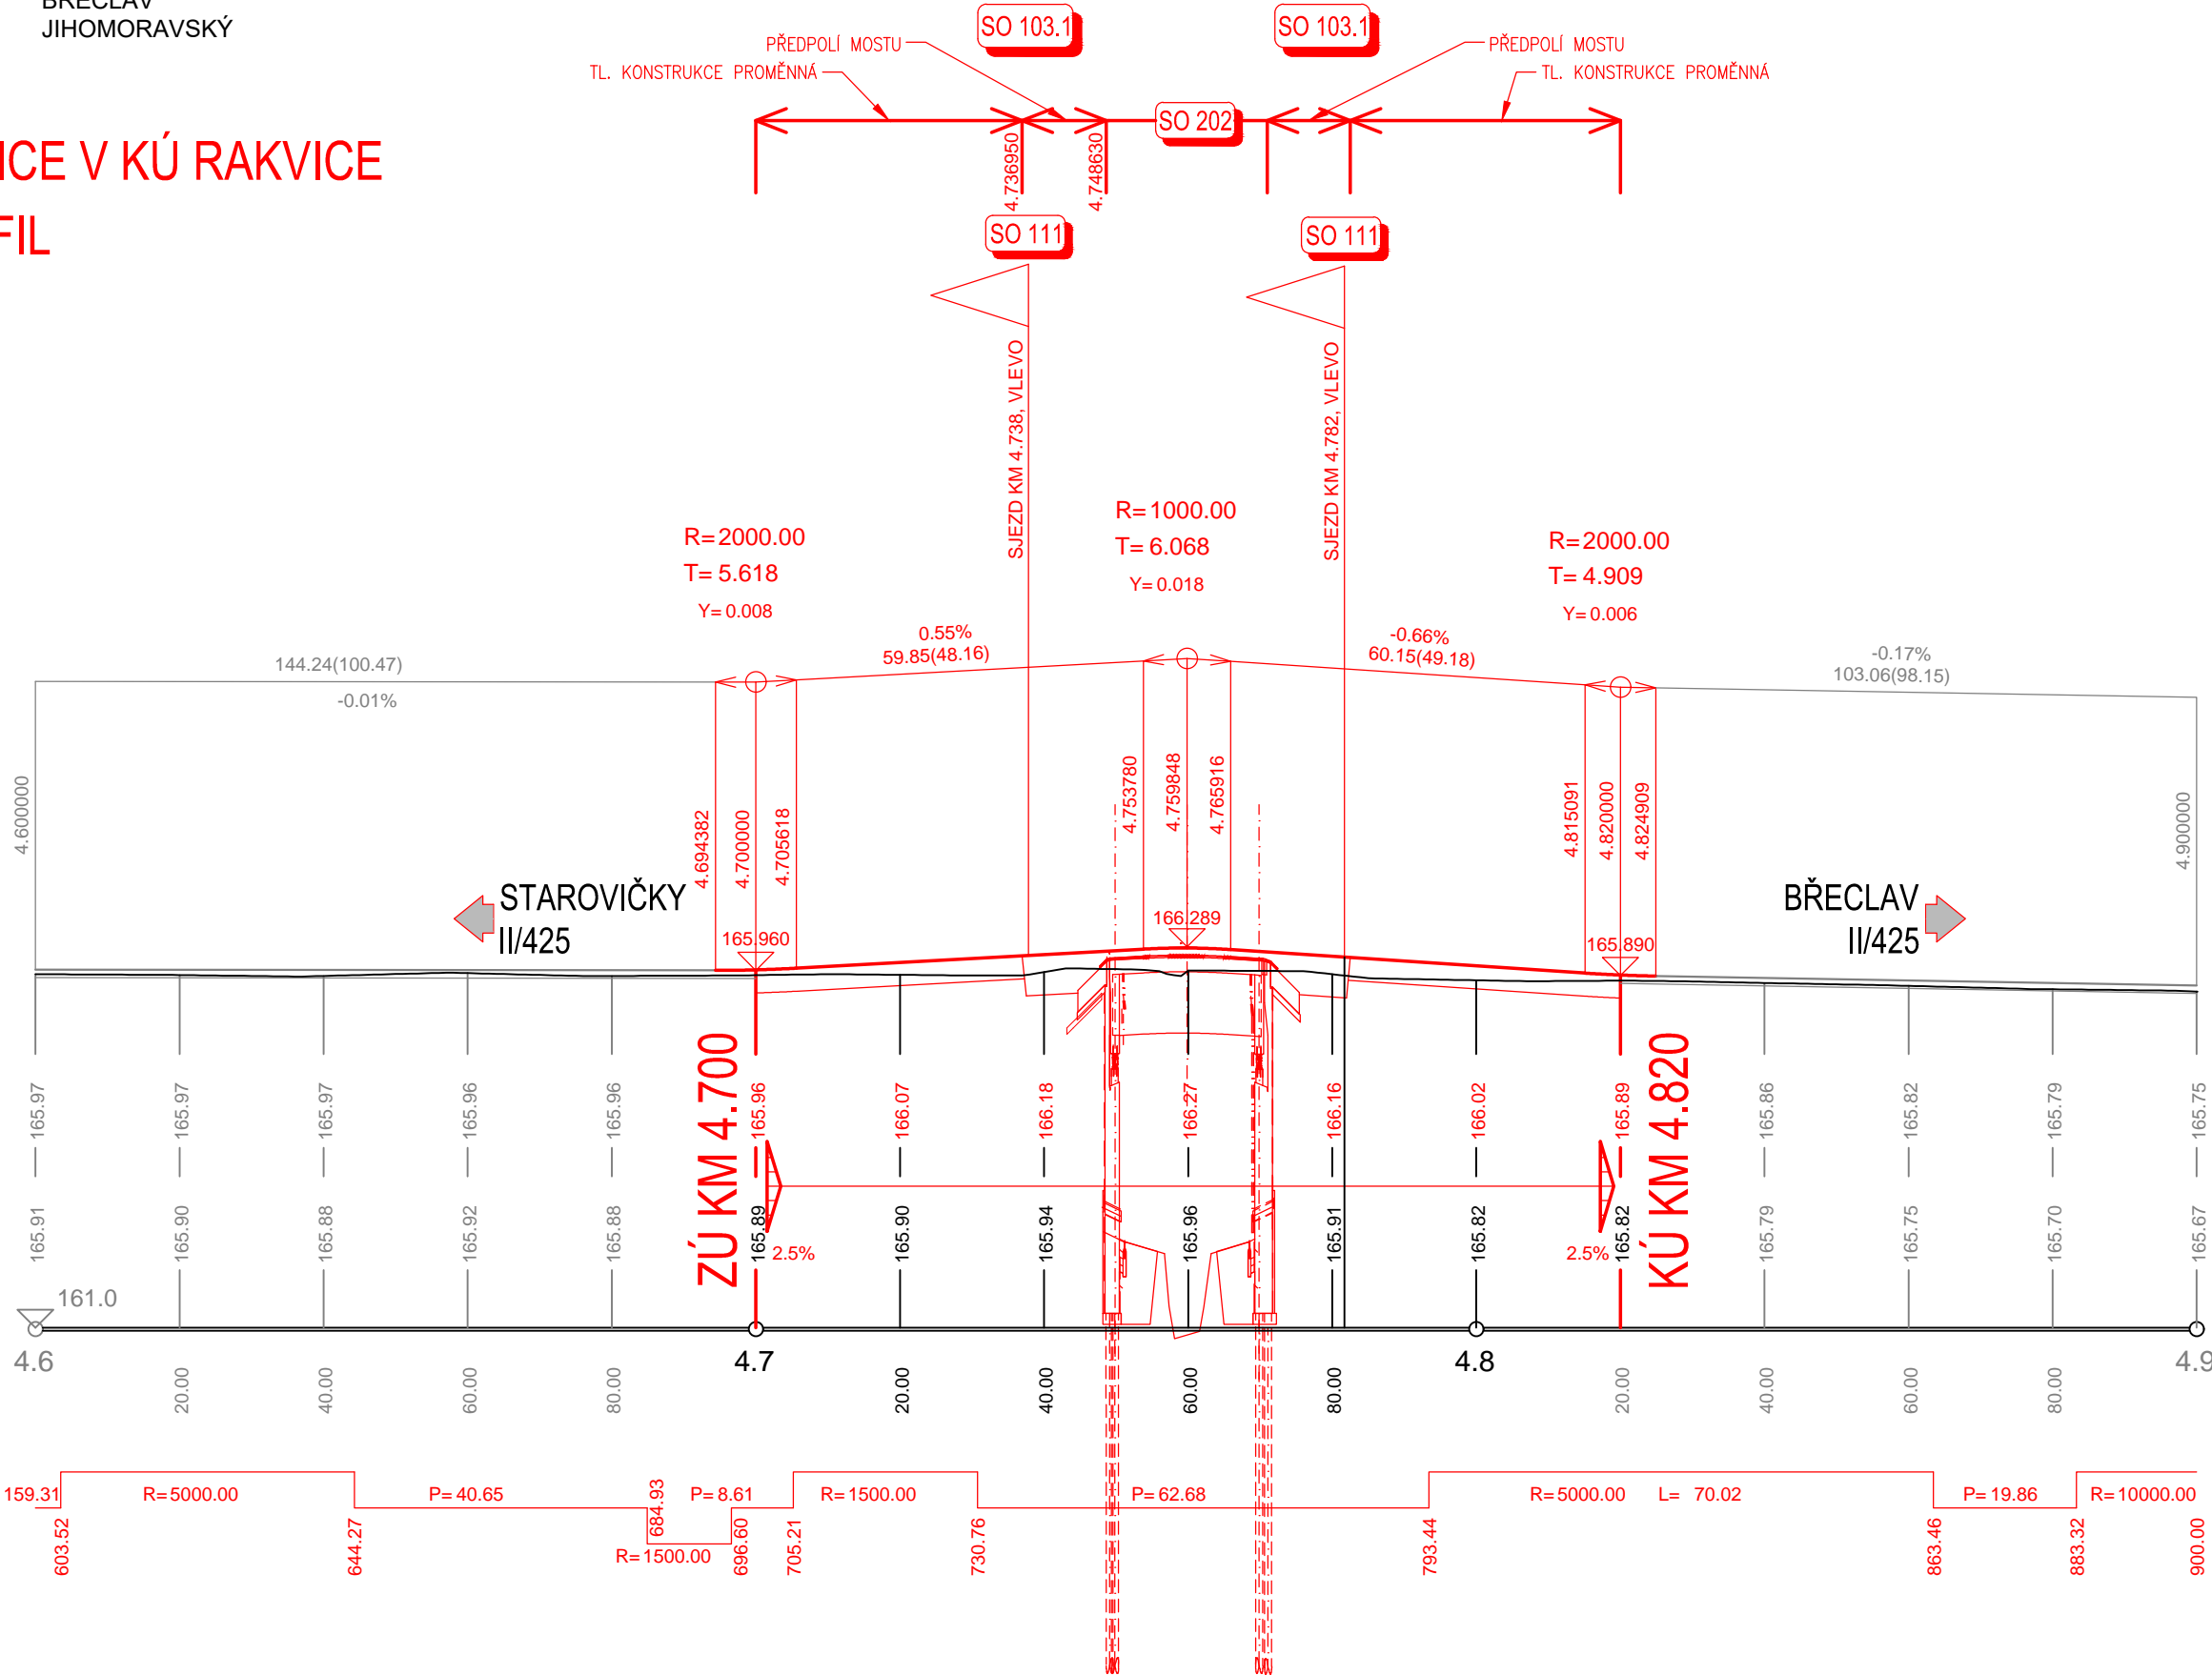 BŘECLAV
JIHOMORAVSKÝ
ICE V KÚ RAKVICE
FIL
SO 103.1
SO 103.1
PŘEDPOLÍ MOSTU
PŘEDPOLÍ MOSTU
TL. KONSTRUKCE PROMĚNNÁ
TL. KONSTRUKCE PROMĚNNÁ
SO 202
4.736950
4.748630
SO 111
SO 111
SJEZD KM 4.738, VLEVO
SJEZD KM 4.782, VLEVO
R=2000.00
T= 5.618
Y= 0.008
R=1000.00
T= 6.068
Y= 0.018
R=2000.00
T= 4.909
Y= 0.006
144.24(100.47)
-0.01%
0.55%
59.85(48.16)
-0.66%
60.15(49.18)
-0.17%
103.06(98.15)
4.600000
4.694382
4.700000
4.705618
4.753780
4.759848
4.765916
4.815091
4.820000
4.824909
4.900000
STAROVIČKY
II/425
BŘECLAV
II/425
165.960
166.289
165.890
ZÚ KM 4.700
KÚ KM 4.820
165.97
165.97
165.97
165.96
165.96
165.96
166.07
166.18
166.27
166.16
166.02
165.89
165.86
165.82
165.79
165.75
165.91
165.90
165.88
165.92
165.88
165.89
165.90
165.94
165.96
165.91
165.82
165.82
165.79
165.75
165.70
165.67
2.5%
2.5%
161.0
4.6
4.7
4.8
4.9
20.00
40.00
60.00
80.00
20.00
40.00
60.00
80.00
20.00
40.00
60.00
80.00
159.31
R=5000.00
P= 40.65
684.93
P= 8.61
R=1500.00
P= 62.68
R=5000.00 L= 70.02
P= 19.86
R=10000.00
603.52
644.27
R=1500.00
696.60
705.21
730.76
793.44
863.46
883.32
900.00